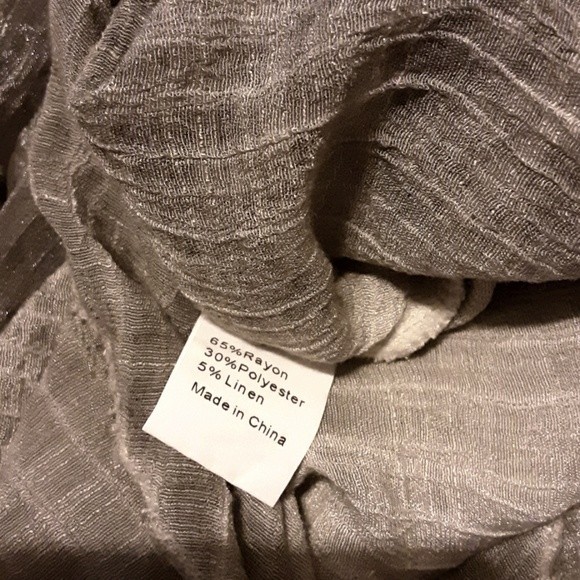 65%Rayon
30%Polyester
5% Linen
Made in China